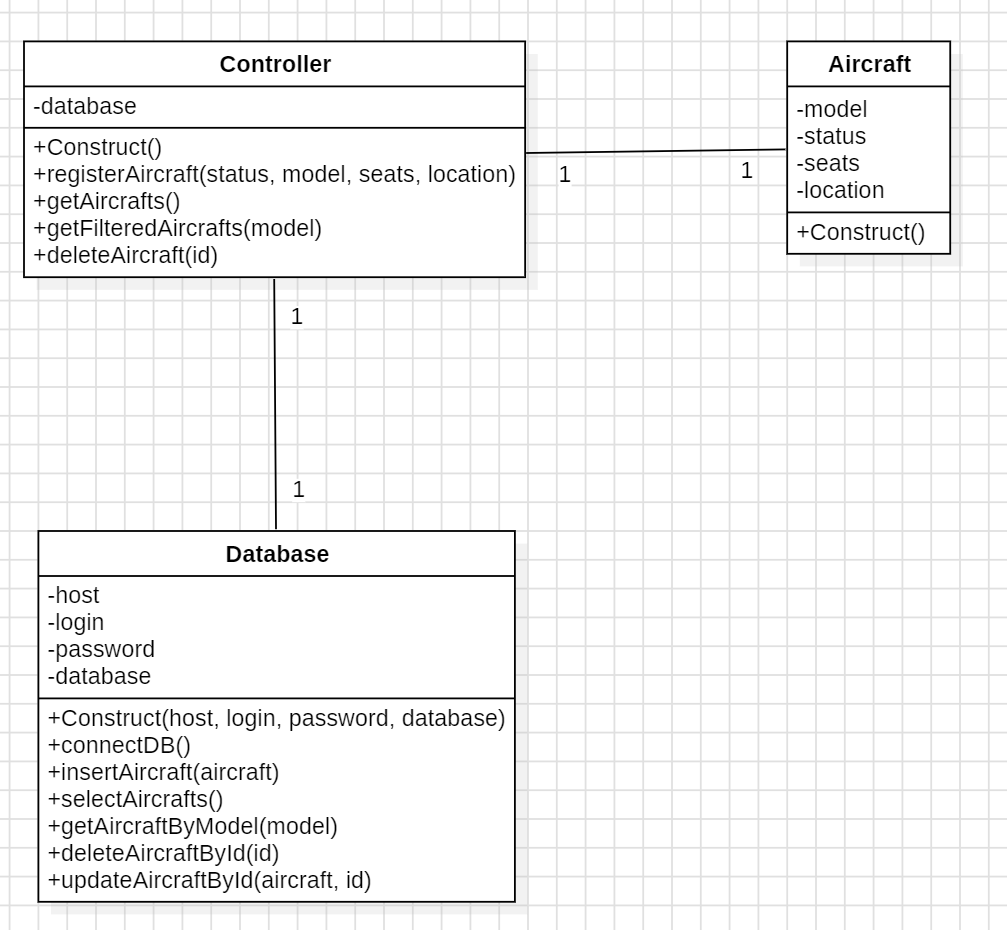 Controller
-database
+Construct()
+registerAircraft(status, model, seats, location)
+getAircrafts()
+getFilteredAircrafts(model)
+deleteAircraft(id)
Aircraft
-model
-status
-seats
-location
+Construct()
1
1
1
1
Database
-host
-login
-password
-database
+Construct(host, login, password, database)
+connectDB()
+insertAircraft(aircraft)
+selectAircrafts()
+getAircraftByModel(model)
+deleteAircraftById(id)
+updateAircraftById(aircraft, id)